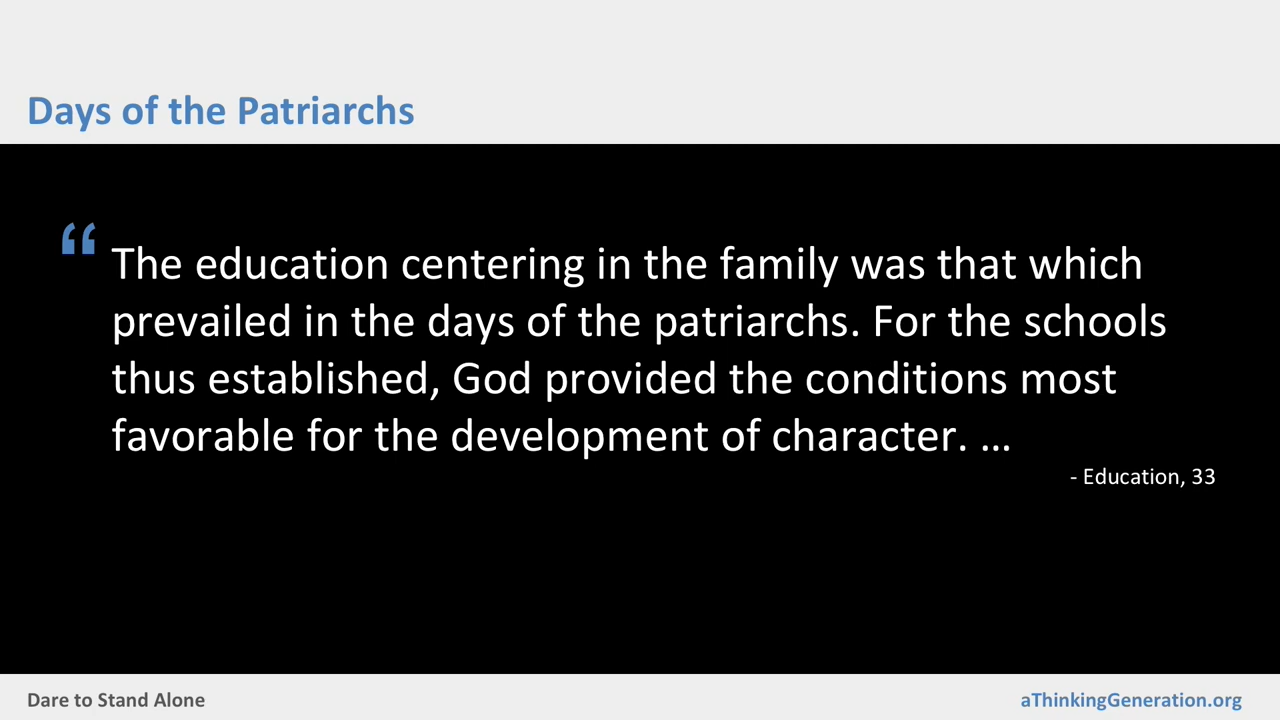 Days of the Patriarchs
“ The education centering in the family was that which
prevailed in the days of the patriarchs. For the schools
thus established, God provided the conditions most
favorable for the development of character. …
- Education, 33
Dare to Stand Alone
aThinkingGeneration.org